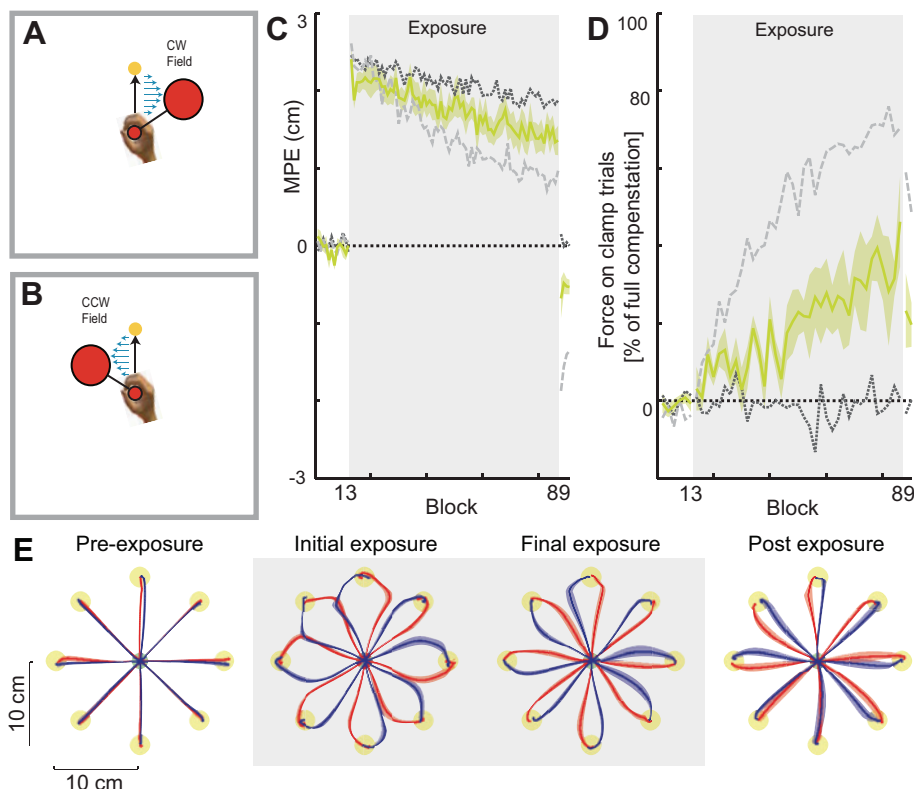 A
CW
Field
B
CCW
Field
C
3
Exposure
MPE (cm)
0
-3
13
89
Block
D
100
Exposure
80
Force on clamp trials
[% of full compenstation]
0
13
89
Block
E
Pre-exposure
Initial exposure
Final exposure
Post exposure
10 cm
10 cm